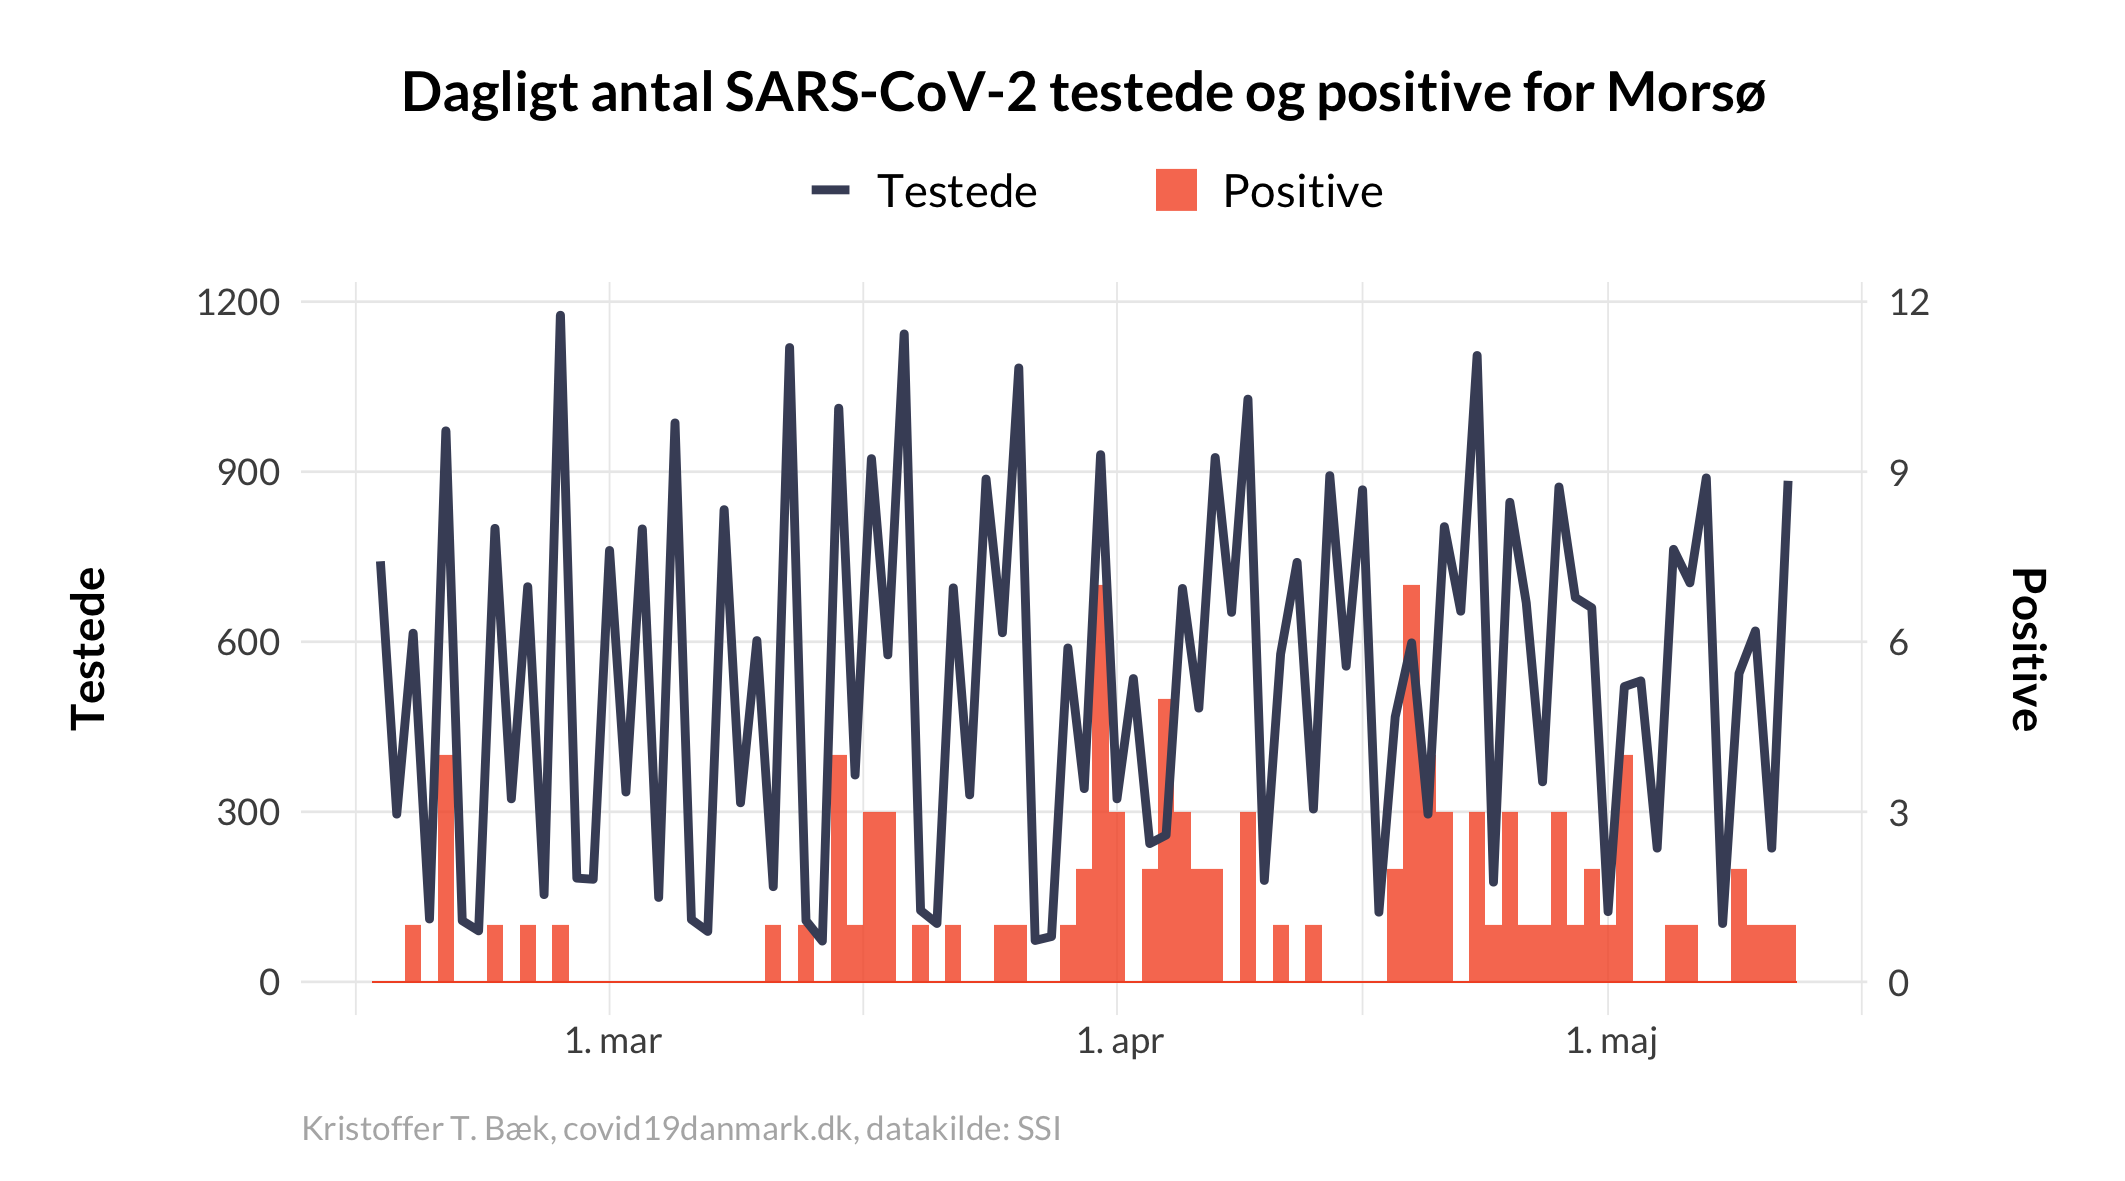 Dagligt antal SARS-CoV-2 testede og positive for Morsø
Testede
Positive
1200
900
600
300
0
Testede
12
9
6
3
0
Positive
1. mar
1. apr
1. maj
Kristoffer T. Bæk, covid19danmark.dk, datakilde: SSI